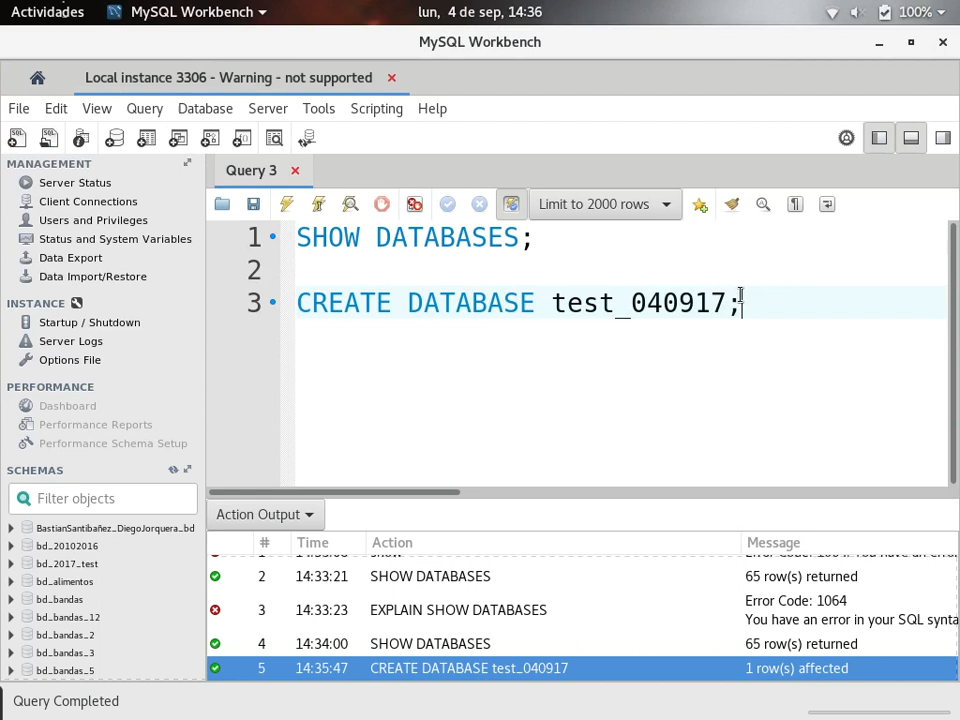 Actividades MySQL Workbench lun, 4 de sep, 14:36 100%
MySQL Workbench
Local instance 3306 - Warning - not supported
File Edit View Query Database Server Tools Scripting Help
MANAGEMENT
Server Status
Client Connections
Users and Privileges
Status and System Variables
Data Export
Data Import/Restore
INSTANCE
Startup / Shutdown
Server Logs
Options File
PERFORMANCE
Dashboard
Performance Reports
Performance Schema Setup
SCHEMAS
Filter objects
BastianSantibañez_DiegoJorquera_bd
bd_20102016
bd_2017_test
bd_alimentos
bd_bandas
bd_bandas_12
bd_bandas_2
bd_bandas_3
bd_bandas_5
Query 3
Limit to 2000 rows
1 SHOW DATABASES;
2
3 CREATE DATABASE test_040917;
Action Output
# Time Action Message
2 14:33:21 SHOW DATABASES 65 row(s) returned
3 14:33:23 EXPLAIN SHOW DATABASES Error Code: 1064
You have an error in your SQL synta
4 14:34:00 SHOW DATABASES 65 row(s) returned
5 14:35:47 CREATE DATABASE test_040917 1 row(s) affected
Query Completed